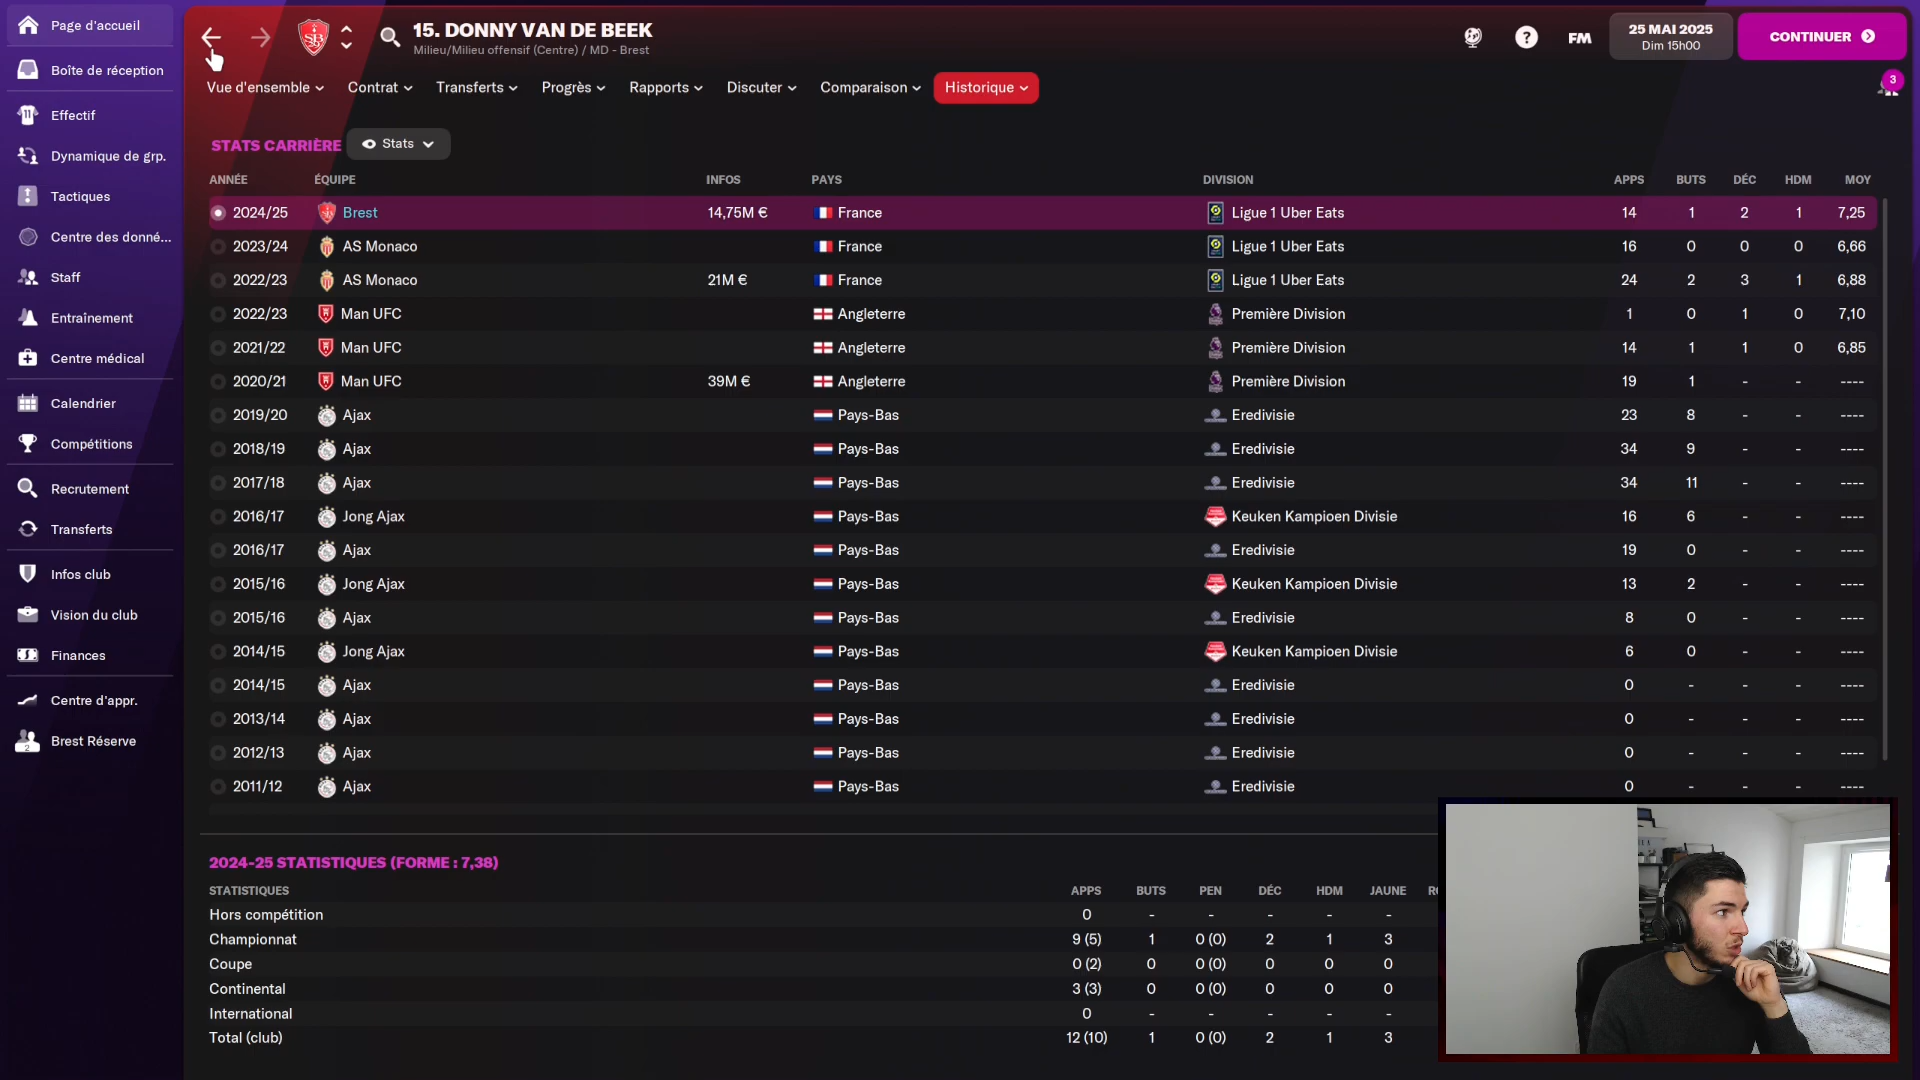 Page d'accueil
Boîte de réception
Effectif
Dynamique de grp.
Tactiques
Centre des donné...
Staff
Entraînement
Centre médical
Calendrier
Compétitions
Recrutement
Transferts
Infos club
Vision du club
Finances
Centre d'appr.
Brest Réserve
15. DONNY VAN DE BEEK
Milieu/Milieu offensif (Centre) / MD - Brest
? FM
25 MAI 2025
Dim 15h00
CONTINUER
3
Vue d'ensemble Contrat Transferts Progrès Rapports Discuter Comparaison Historique
STATS CARRIÈRE Stats
ANNÉE ÉQUIPE INFOS PAYS DIVISION APPS BUTS DÉC HDM MOY
2024/25 Brest 14,75M € France Ligue 1 Uber Eats 14 1 2 1 7,25
2023/24 AS Monaco France Ligue 1 Uber Eats 16 0 0 0 6,66
2022/23 AS Monaco 21M € France Ligue 1 Uber Eats 24 2 3 1 6,88
2022/23 Man UFC Angleterre Première Division 1 0 1 0 7,10
2021/22 Man UFC Angleterre Première Division 14 1 1 0 6,85
2020/21 Man UFC 39M € Angleterre Première Division 19 1 - - ----
2019/20 Ajax Pays-Bas Eredivisie 23 8 - - ----
2018/19 Ajax Pays-Bas Eredivisie 34 9 - - ----
2017/18 Ajax Pays-Bas Eredivisie 34 11 - - ----
2016/17 Jong Ajax Pays-Bas Keuken Kampioen Divisie 16 6 - - ----
2016/17 Ajax Pays-Bas Eredivisie 19 0 - - ----
2015/16 Jong Ajax Pays-Bas Keuken Kampioen Divisie 13 2 - - ----
2015/16 Ajax Pays-Bas Eredivisie 8 0 - - ----
2014/15 Jong Ajax Pays-Bas Keuken Kampioen Divisie 6 0 - - ----
2014/15 Ajax Pays-Bas Eredivisie 0 - - - ----
2013/14 Ajax Pays-Bas Eredivisie 0 - - - ----
2012/13 Ajax Pays-Bas Eredivisie 0 - - - ----
2011/12 Ajax Pays-Bas Eredivisie 0 - - - ----
2024-25 STATISTIQUES (FORME : 7,38)
STATISTIQUES APPS BUTS PEN DÉC HDM JAUNE
Hors compétition 0 - - - - -
Championnat 9 (5) 1 0 (0) 2 1 3
Coupe 0 (2) 0 0 (0) 0 0 0
Continental 3 (3) 0 0 (0) 0 0 0
International 0 - - - - -
Total (club) 12 (10) 1 0 (0) 2 1 3